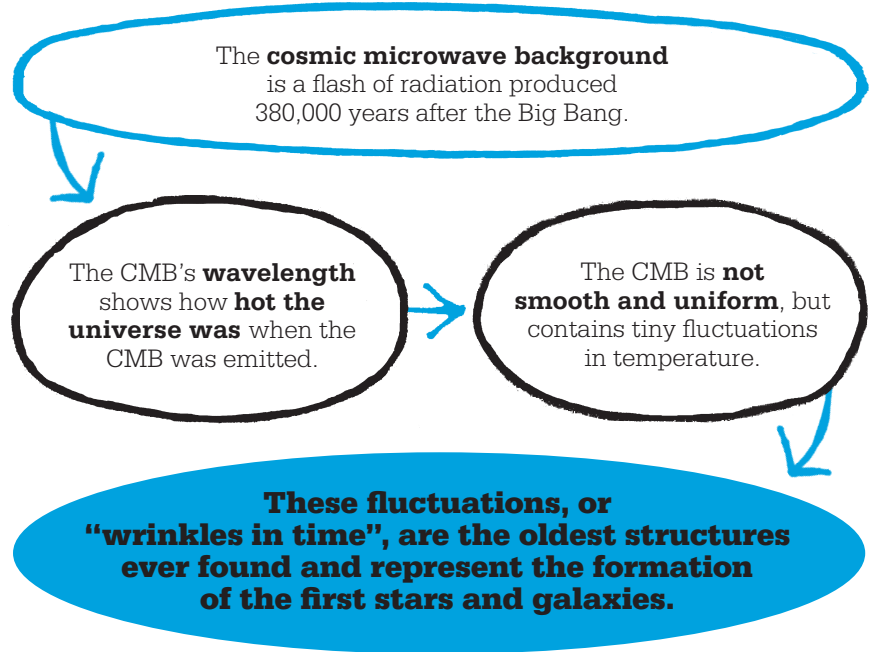 The cosmic microwave background
is a flash of radiation produced
380,000 years after the Big Bang.
The CMB’s wavelength
shows how hot the
universe was when the
CMB was emitted.
The CMB is not
smooth and uniform, but
contains tiny fluctuations
in temperature.
These fluctuations, or
“wrinkles in time”, are the oldest structures
ever found and represent the formation
of the first stars and galaxies.